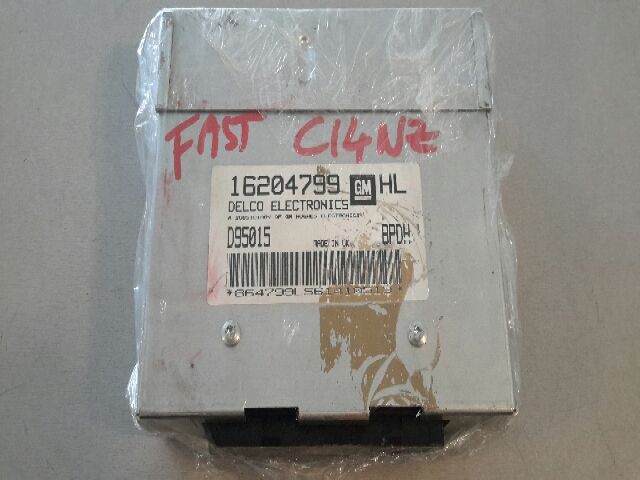 FAST C14NZ
16204799 GM HL
DELCO ELECTRONICS
A SUBSIDIARY OF GM HUGHES ELECTRONICS
D95015 MADE IN UK BPDH